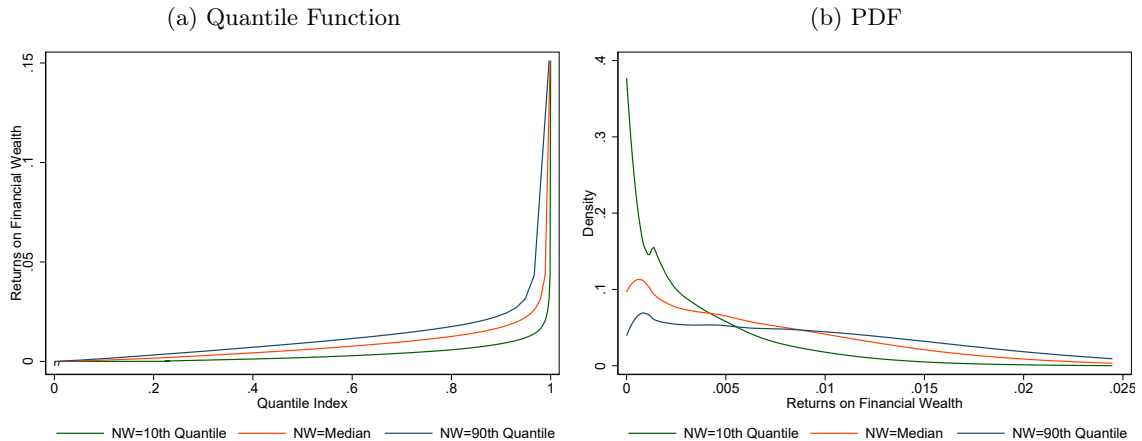 (a) Quantile Function
Returns on Financial Wealth
.15
.1
.05
0
0 .2 .4 .6 .8 1
Quantile Index
NW=10th Quantile NW=Median NW=90th Quantile
(b) PDF
Density
.4
.3
.2
.1
0
0 .005 .01 .015 .02 .025
Returns on Financial Wealth
NW=10th Quantile NW=Median NW=90th Quantile